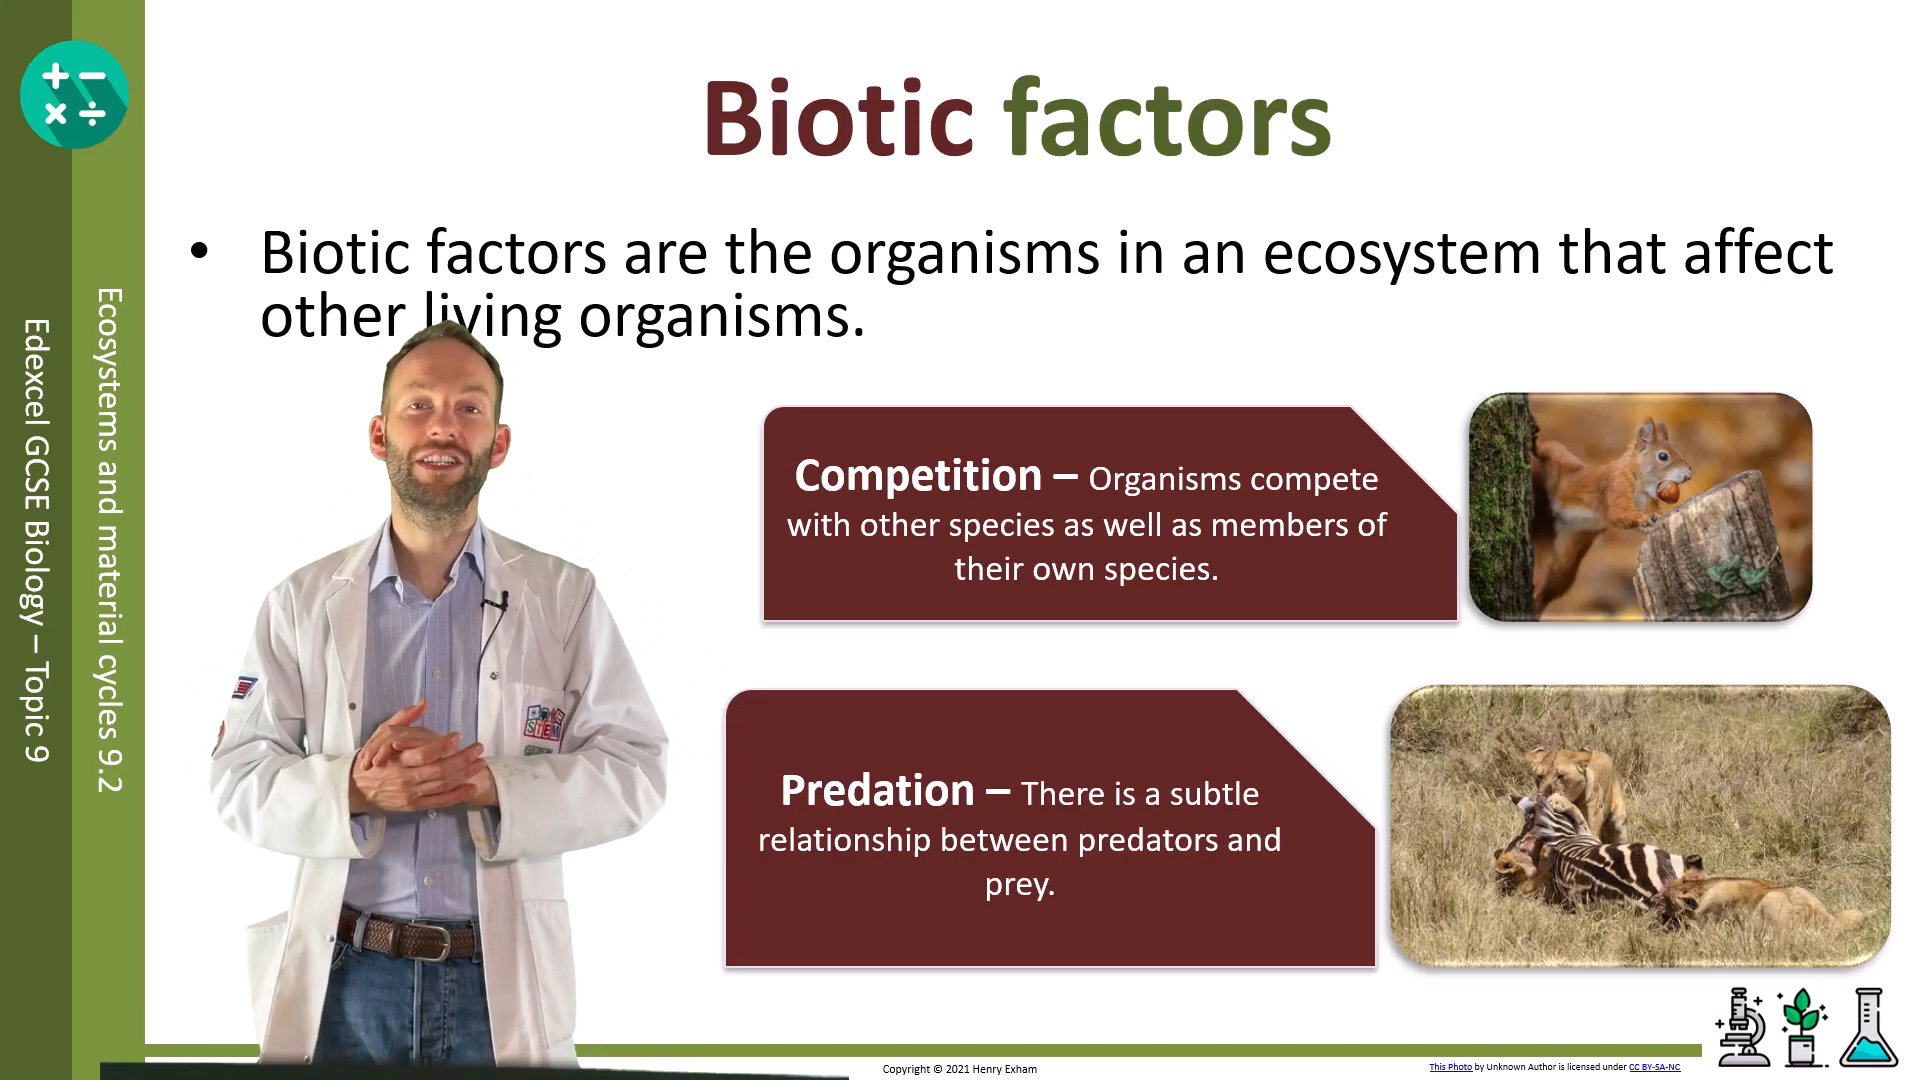 Biotic factors
• Biotic factors are the organisms in an ecosystem that affect
other living organisms.
Competition – Organisms compete
with other species as well as members of
their own species.
Predation – There is a subtle
relationship between predators and
prey.
Ecosystems and material cycles 9.2
Edexcel GCSE Biology – Topic 9
STEM
Copyright © 2021 Henry Exham
This Photo by Unknown Author is licensed under CC BY-SA-NC